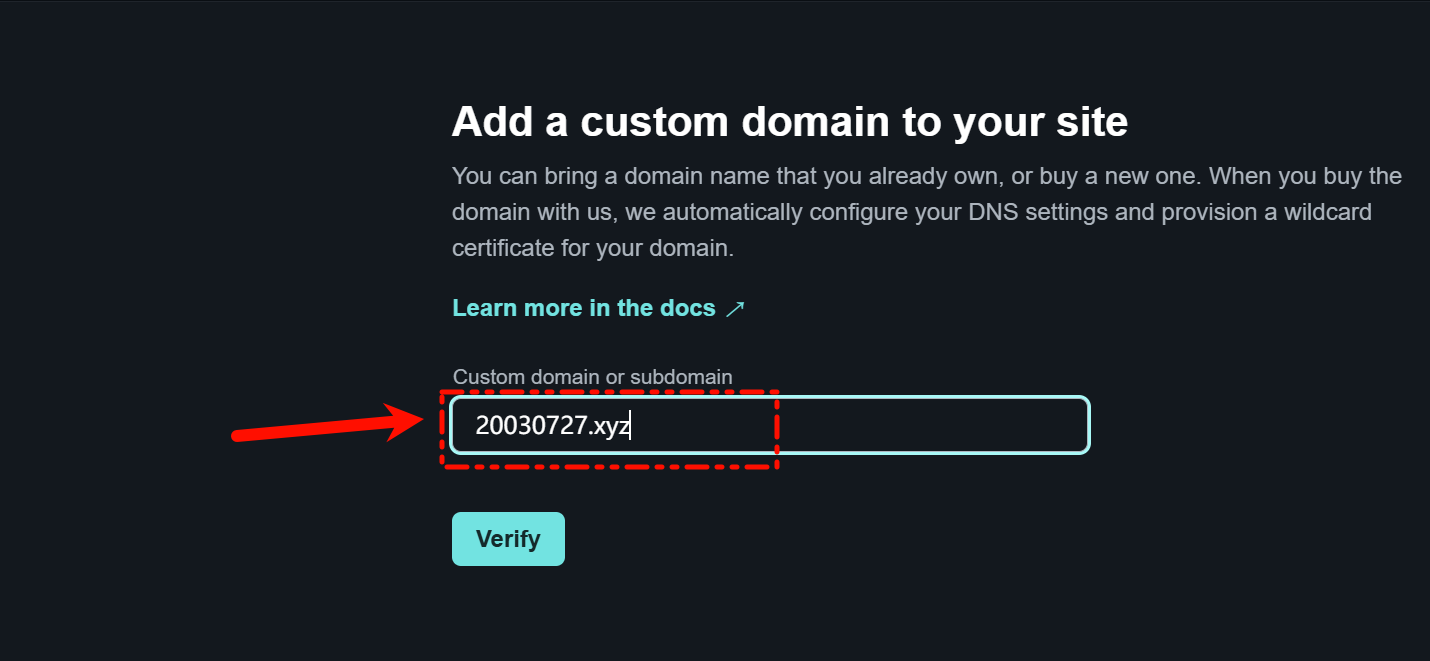 Add a custom domain to your site
You can bring a domain name that you already own, or buy a new one. When you buy the
domain with us, we automatically configure your DNS settings and provision a wildcard
certificate for your domain.
Learn more in the docs ↗
Custom domain or subdomain
20030727.xyz
Verify